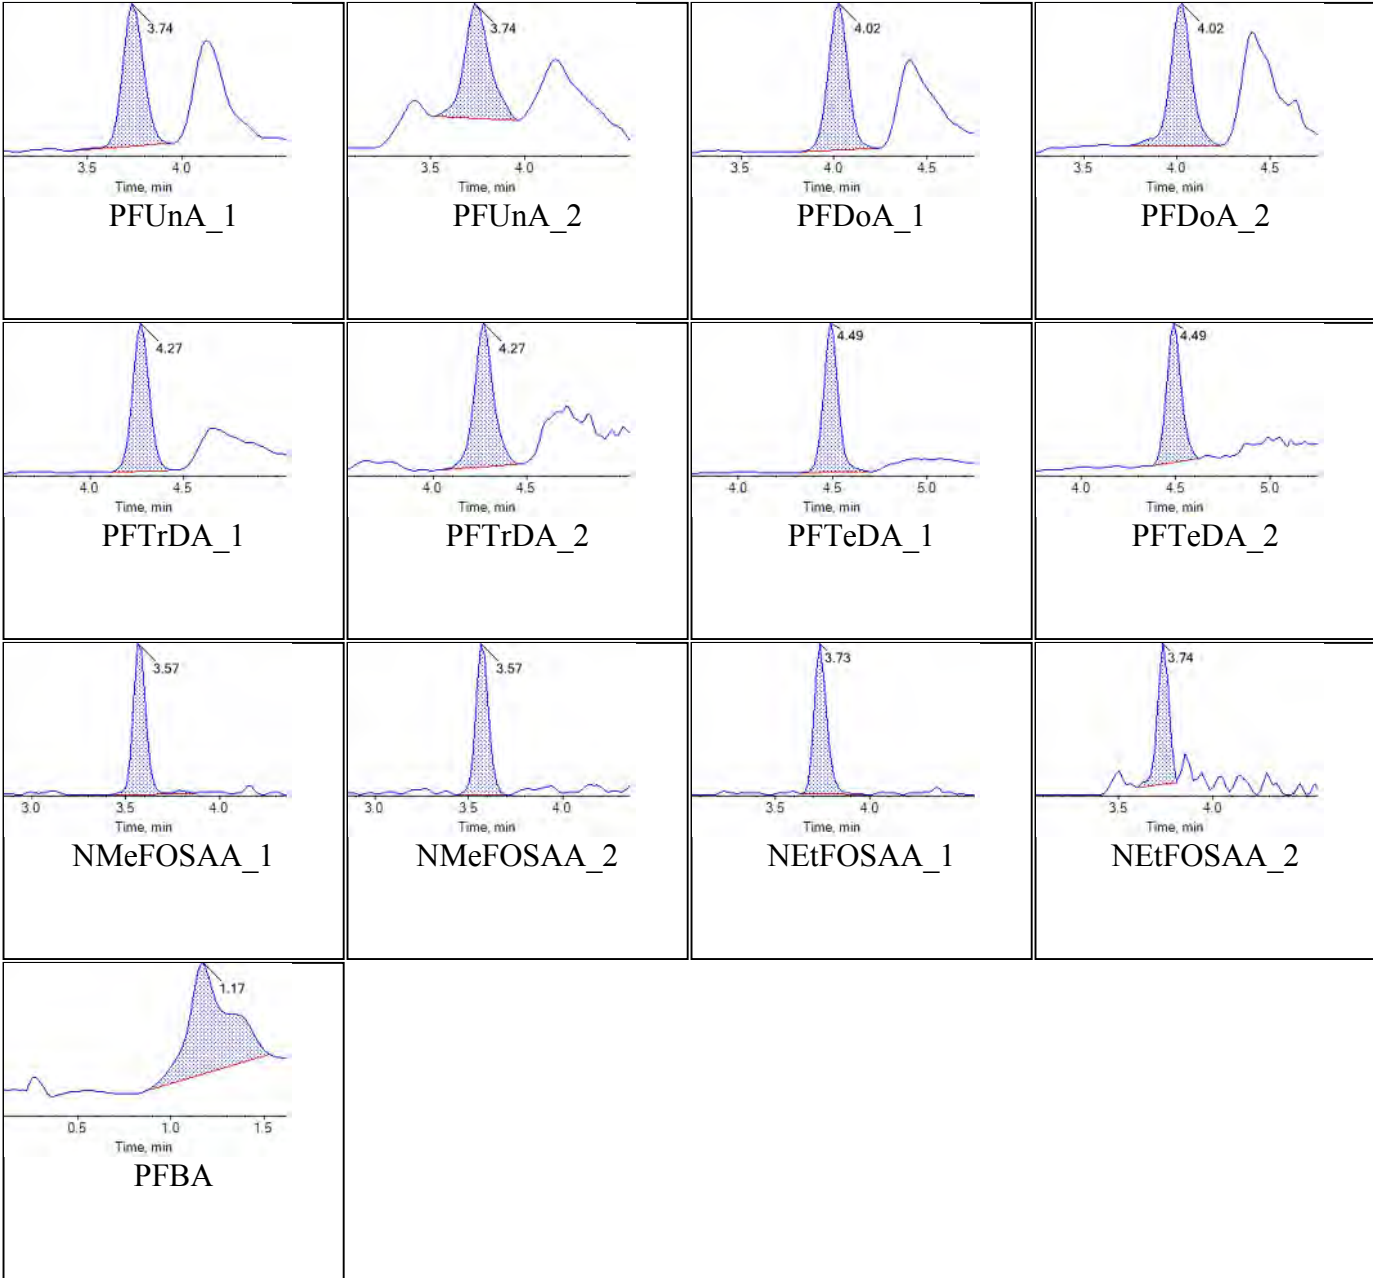 3.74
3.5 4.0
Time, min
PFUnA_1
3.74
3.5 4.0
Time, min
PFUnA_2
4.02
3.5 4.0 4.5
Time, min
PFDoA_1
4.02
3.5 4.0 4.5
Time, min
PFDoA_2
4.27
4.0 4.5
Time, min
PFTrDA_1
4.27
4.0 4.5
Time, min
PFTrDA_2
4.49
4.0 4.5 5.0
Time, min
PFTeDA_1
4.49
4.0 4.5 5.0
Time, min
PFTeDA_2
3.57
3.0 3.5 4.0
Time, min
NMeFOSAA_1
3.57
3.0 3.5 4.0
Time, min
NMeFOSAA_2
3.73
3.5 4.0
Time, min
NEtFOSAA_1
3.74
3.5 4.0
Time, min
NEtFOSAA_2
1.17
0.5 1.0 1.5
Time, min
PFBA